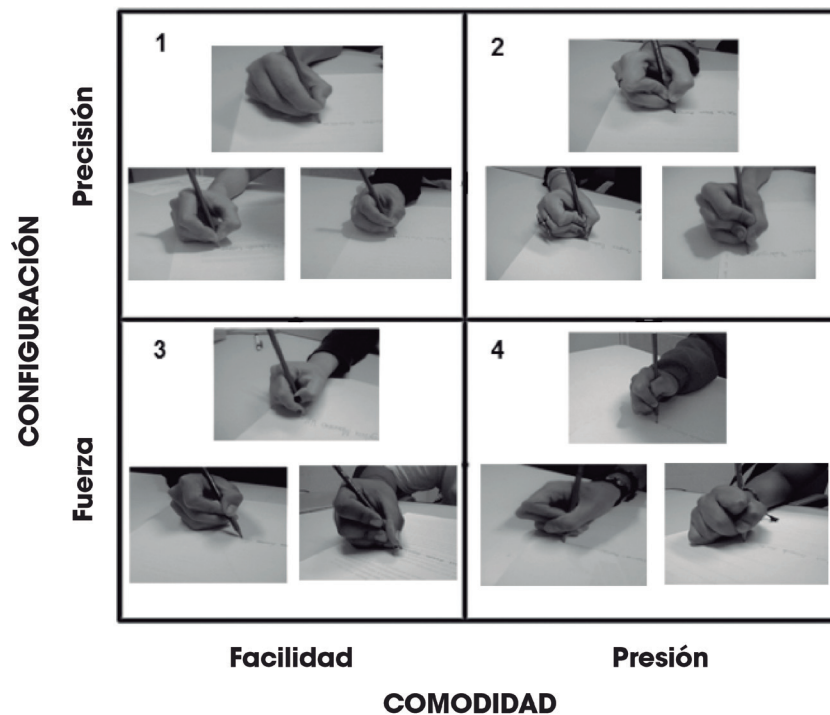 1
2
Precisión
CONFIGURACIÓN
3
4
Fuerza
Facilidad
Presión
COMODIDAD